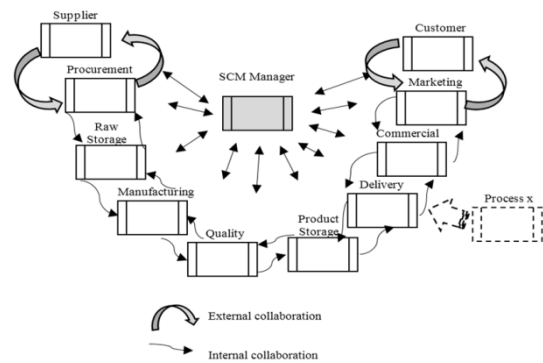 Supplier
Customer
Procurement
SCM Manager
Marketing
Raw
Storage
Commercial
Manufacturing
Delivery
Process x
Quality
Product
Storage
External collaboration
Internal collaboration